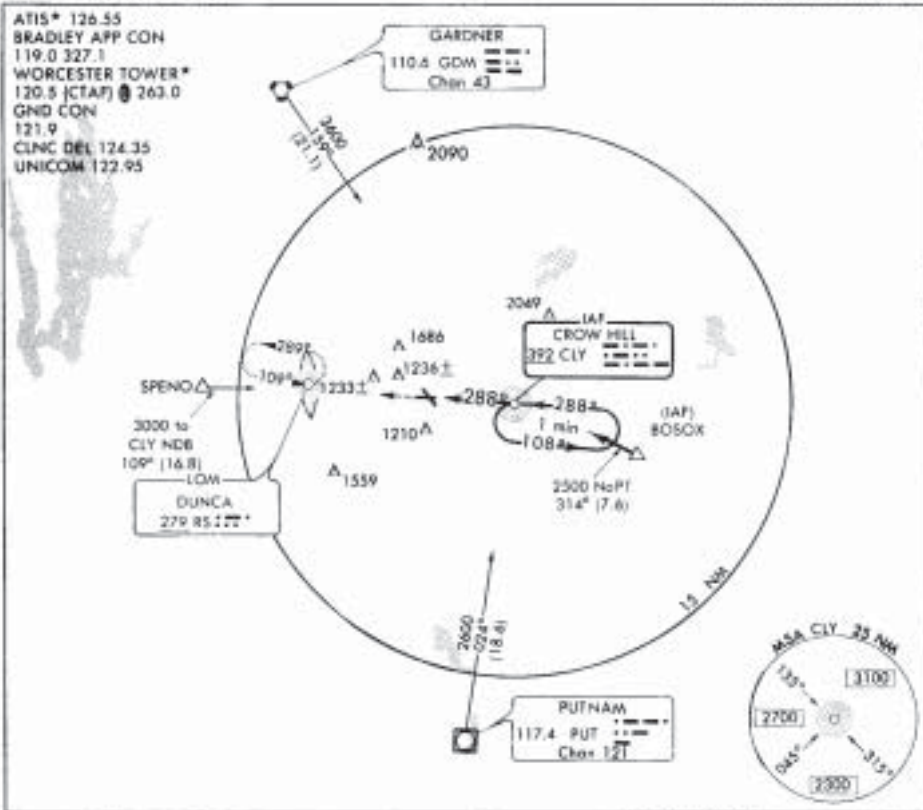 ATIS* 126.55
BRADLEY APP CON
119.0 327.1
WORCESTER TOWER*
120.5 (CTAF) 263.0
GND CON
121.9
CLNC DEL 124.35
UNICOM 122.95
GARDNER
110.6 GDM
Chan 43
2600
159°
(21.1)
2090
2049
IAF
CROW HILL
392 CLY
1686
1236±
1233±
289°
109°
SPENO
3000 to
CLY NDB
109° (16.8)
288°
288°
1 min
108°
(IAF)
BOSOX
1210
1559
2500 NoPT
314° (7.6)
LOM
DUNCA
279 RS
15 NM
2600
024°
(18.6)
PUTNAM
117.4 PUT
Chan 121
MSA CLY 25 NM
135°
3100
2700
045°
315°
2300